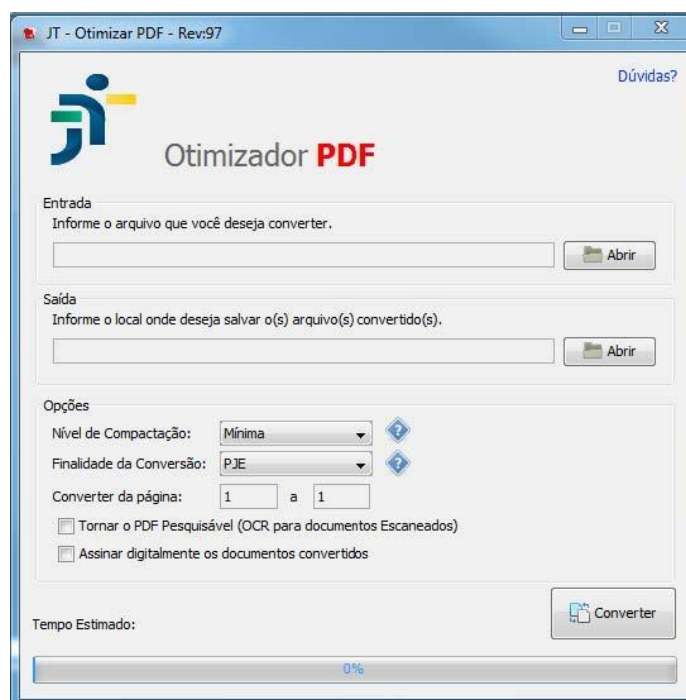 JT - Otimizar PDF - Rev:97
Dúvidas?
Otimizador PDF
Entrada
Informe o arquivo que você deseja converter.
Abrir
Saída
Informe o local onde deseja salvar o(s) arquivo(s) convertido(s).
Abrir
Opções
Nível de Compactação: Mínima
Finalidade da Conversão: PJE
Converter da página: 1 a 1
Tornar o PDF Pesquisável (OCR para documentos Escaneados)
Assinar digitalmente os documentos convertidos
Converter
Tempo Estimado:
0%